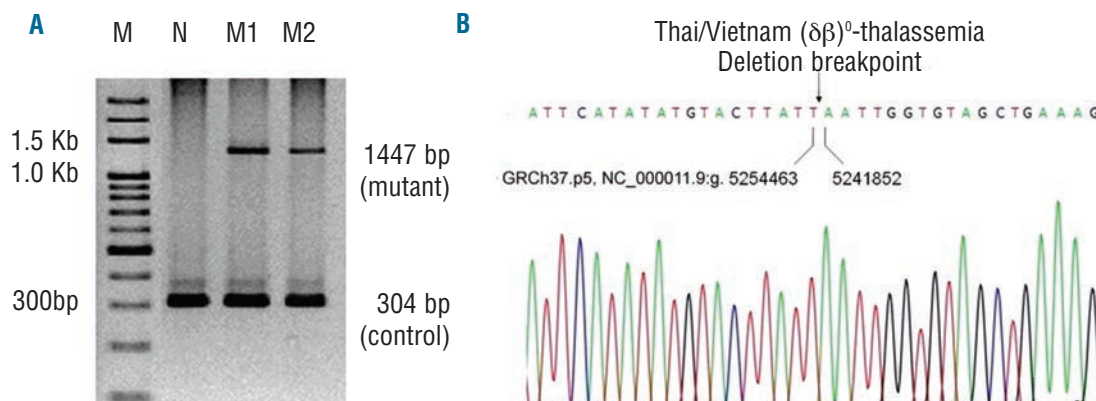 A
M N M1 M2
1.5 Kb
1.0 Kb
300bp
1447 bp
(mutant)
304 bp
(control)
B
Thai/Vietnam (δβ)⁰-thalassemia
Deletion breakpoint
A T T C A T A T A T G T A C T T A T T A A T T G G T G T A G C T G A A A G
GRCh37.p5, NC_000011.9:g. 5254463 5241852